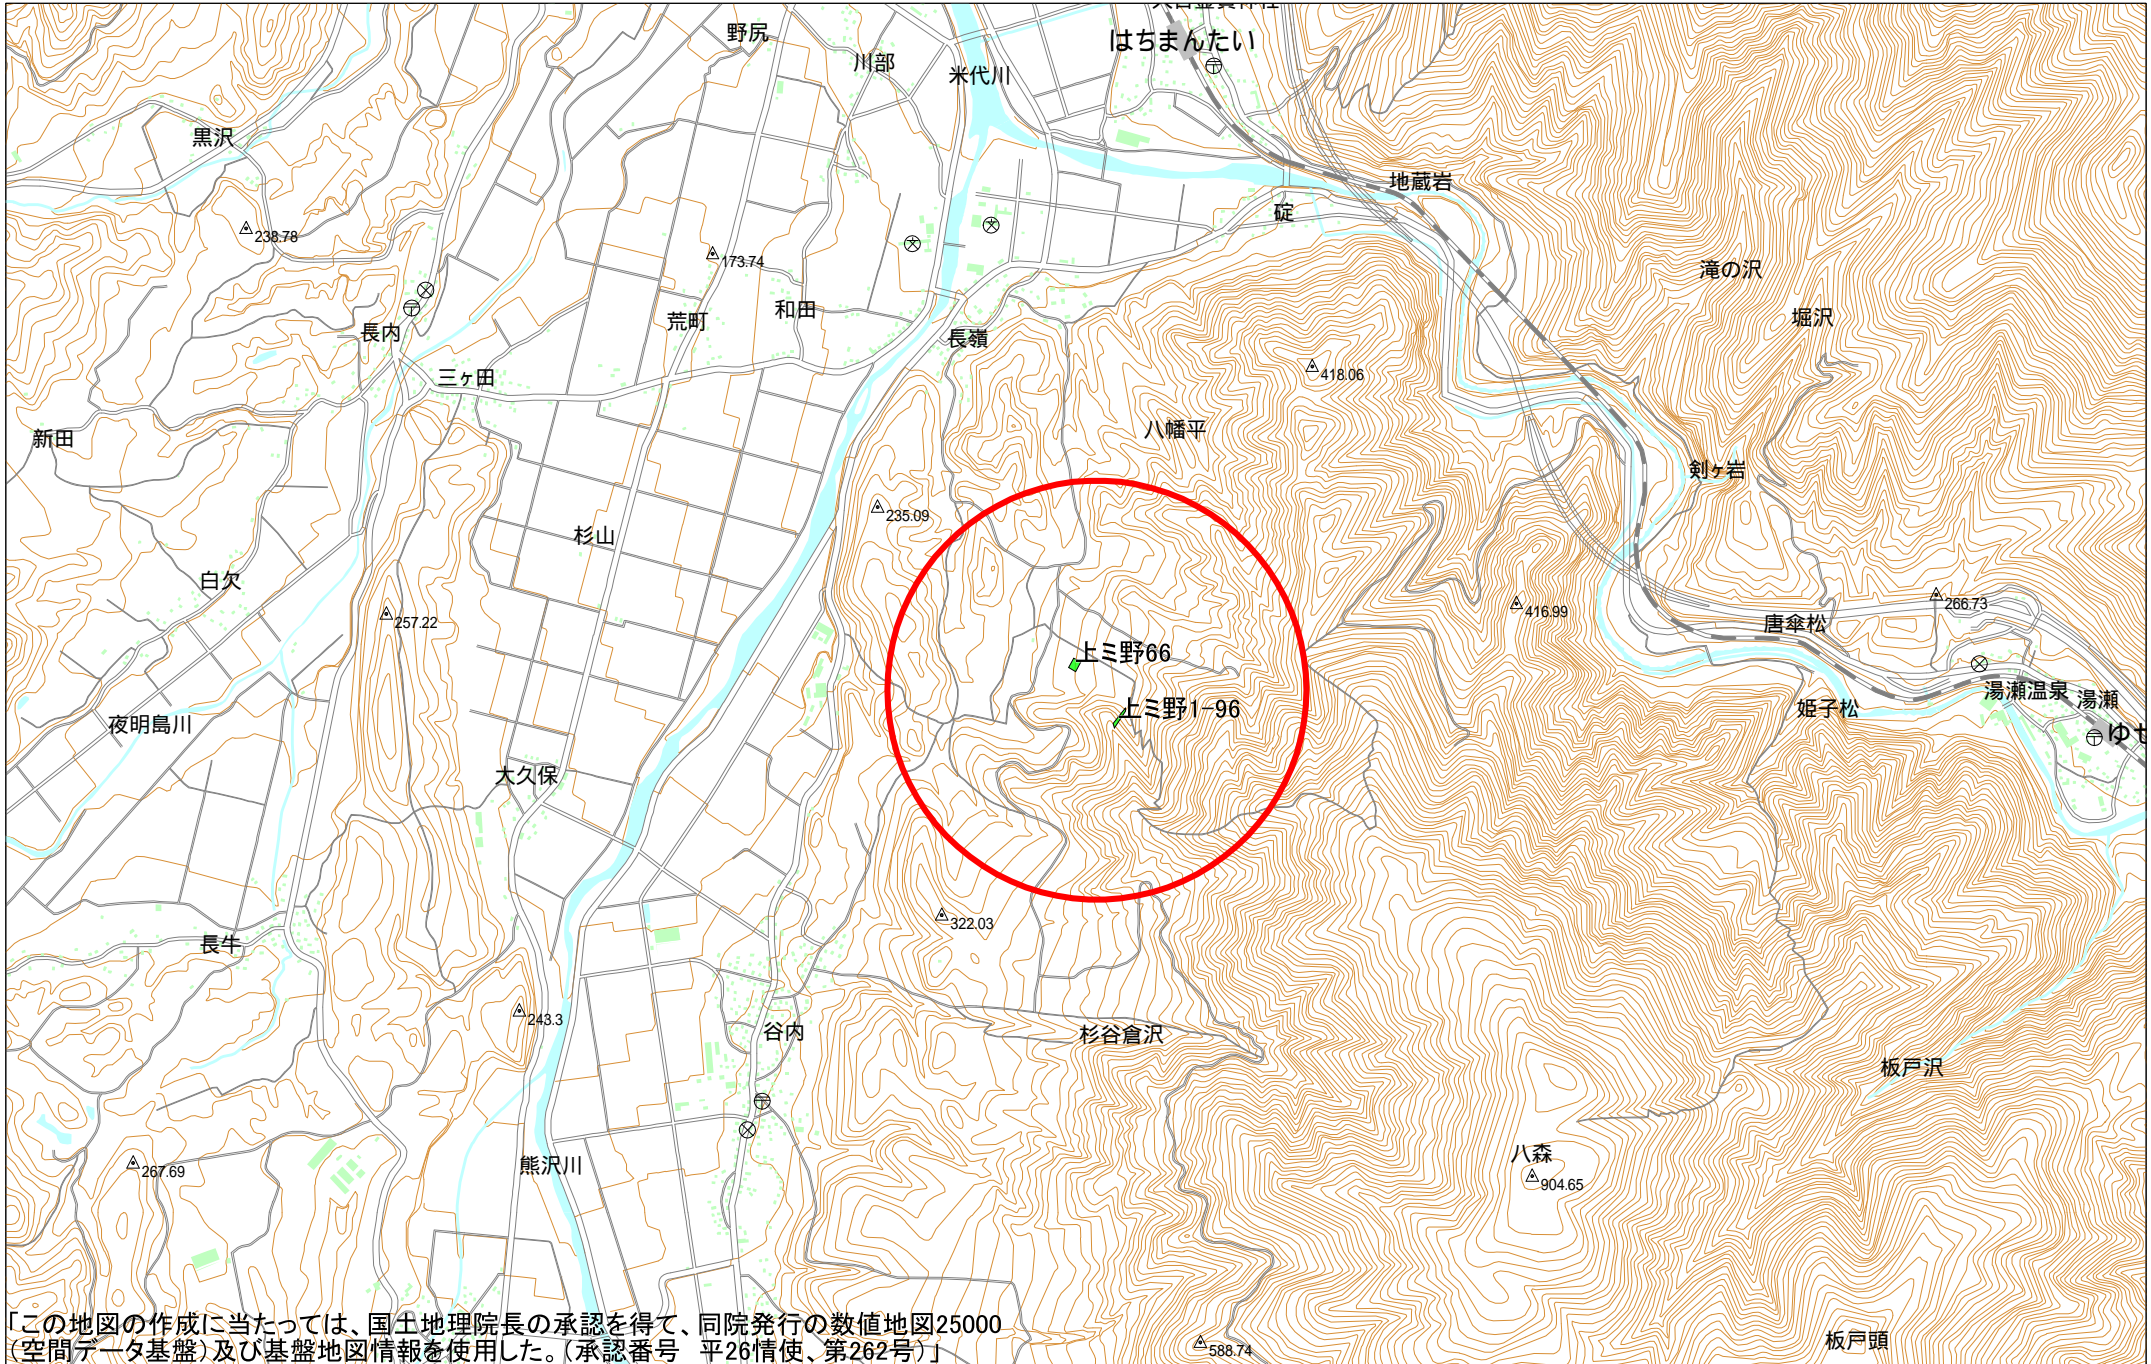 野尻
はちまんたい
川部
米代川
黒沢
地蔵岩
碇
238.78
173.74
滝の沢
和田
堀沢
荒町
長内
長嶺
三ヶ田
418.06
八幡平
新田
剣ヶ岩
235.09
杉山
白欠
266.73
416.99
257.22
唐傘松
上ミ野66
湯瀬温泉
湯瀬
上ミ野1-96
姫子松
夜明島川
ゆせ
大久保
322.03
長牛
243.3
谷内
杉谷倉沢
板戸沢
八森
熊沢川
267.69
904.65
「この地図の作成に当たっては、国土地理院長の承認を得て、同院発行の数値地図25000
(空間データ基盤)及び基盤地図情報を使用した。(承認番号 平26情使、第262号)」
588.74
板戸頭